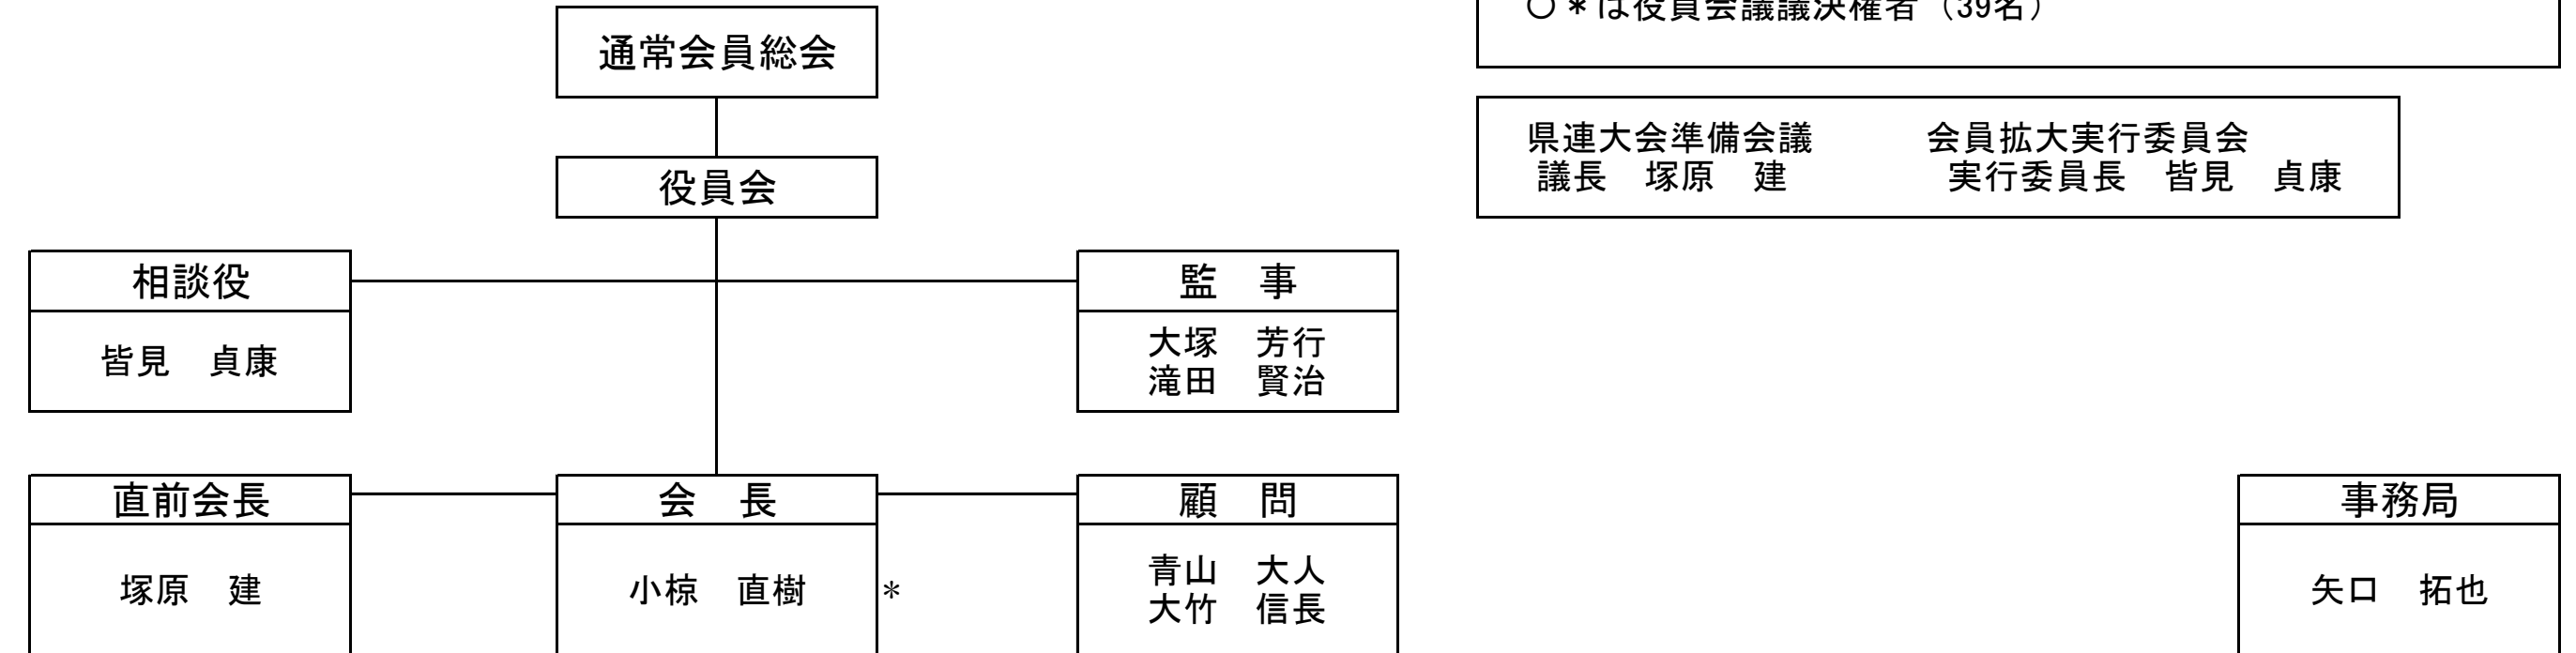 〇＊は役員会議議決権者（39名）
通常会員総会
県連大会準備会議　　　会員拡大実行委員会
議長　塚原　建　　　　実行委員長　皆見　貞康
役員会
相談役
皆見　貞康
監　事
大塚　芳行
滝田　賢治
直前会長
塚原　建
会　長
小椋　直樹　＊
顧　問
青山　大人
大竹　信長
事務局
矢口　拓也